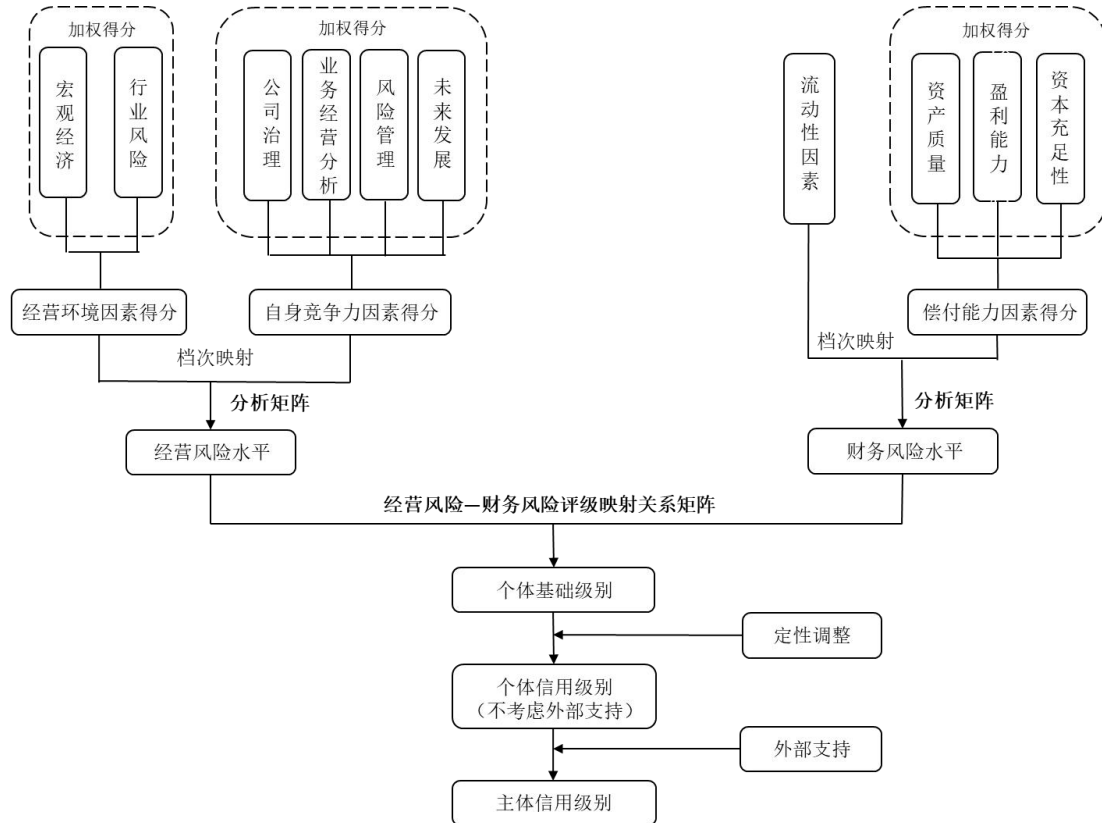 加权得分
宏观经济
行业风险
加权得分
公司治理
业务经营分析
风险管理
未来发展
流动性因素
加权得分
资产质量
盈利能力
资本充足性
经营环境因素得分
自身竞争力因素得分
偿付能力因素得分
档次映射
档次映射
分析矩阵
分析矩阵
经营风险水平
财务风险水平
经营风险—财务风险评级映射关系矩阵
个体基础级别
定性调整
个体信用级别
（不考虑外部支持）
外部支持
主体信用级别